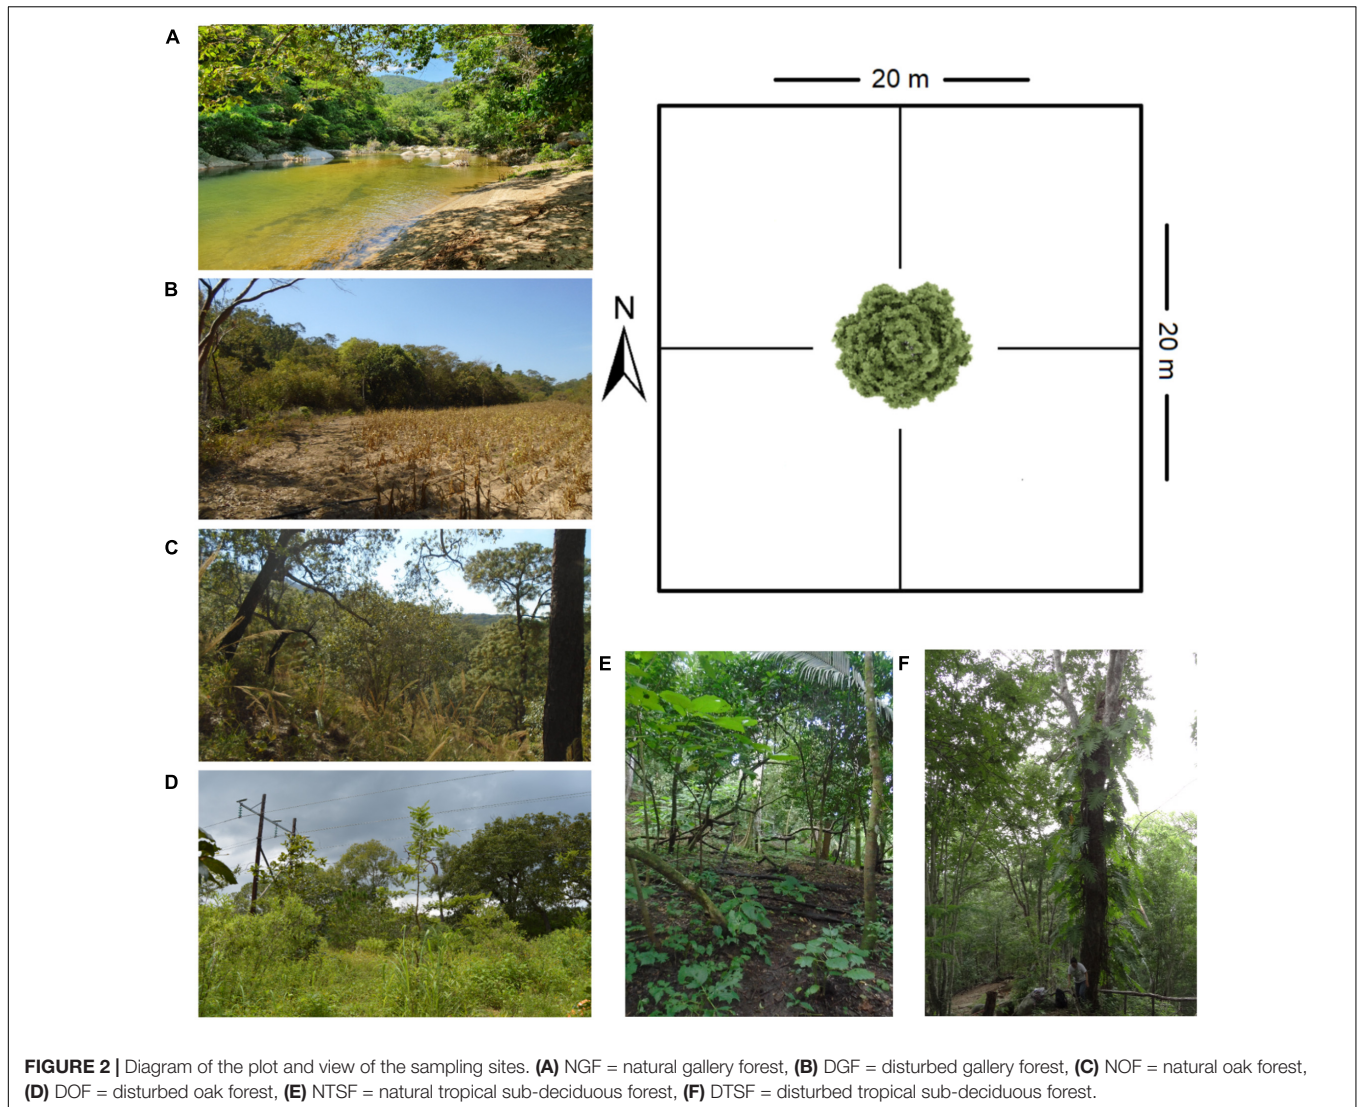 A
20 m
B
N
20 m
C
E
F
D
FIGURE 2 | Diagram of the plot and view of the sampling sites. (A) NGF = natural gallery forest, (B) DGF = disturbed gallery forest, (C) NOF = natural oak forest,
(D) DOF = disturbed oak forest, (E) NTSF = natural tropical sub-deciduous forest, (F) DTSF = disturbed tropical sub-deciduous forest.